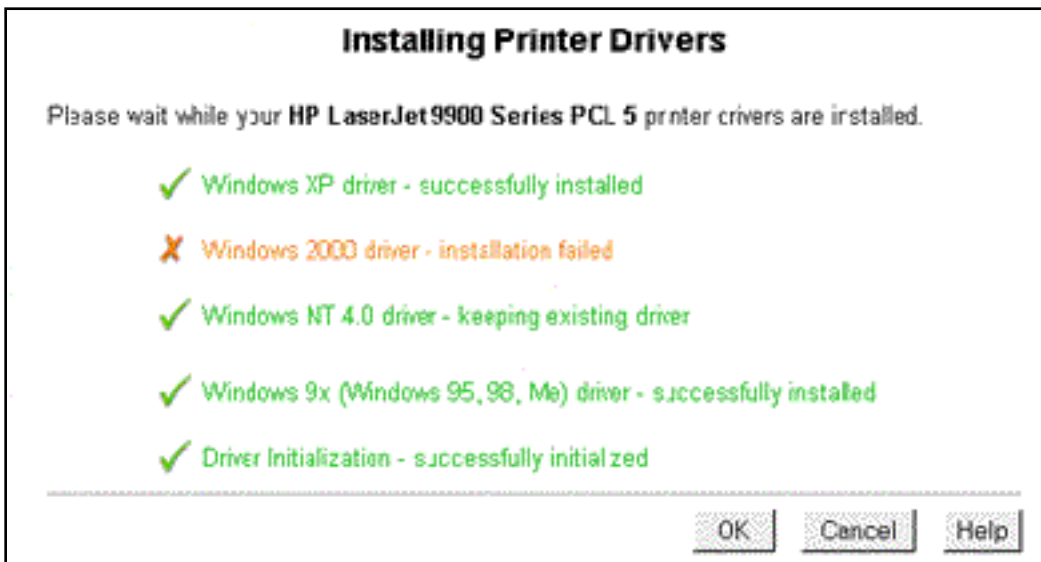 Installing Printer Drivers
Please wait while your HP LaserJet 9900 Series PCL 5 printer drivers are installed.
Windows XP driver - successfully installed
Windows 2000 driver - installation failed
Windows NT 4.0 driver - keeping existing driver
Windows 9x (Windows 95, 98, Me) driver - successfully installed
Driver Initialization - successfully initialized
OK Cancel Help